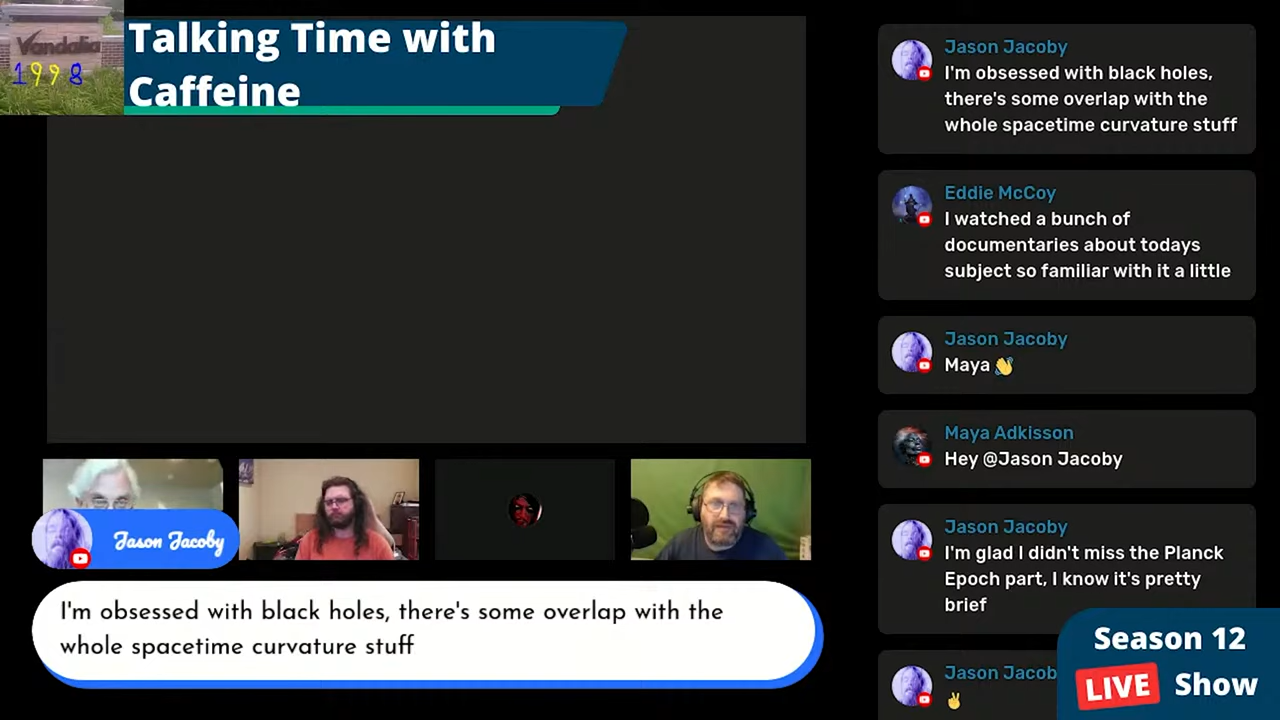 Vandalia
1998
Talking Time with
Caffeine
Jason Jacoby
I'm obsessed with black holes, there's some overlap with the
whole spacetime curvature stuff
Jason Jacoby
I'm obsessed with black holes,
there's some overlap with the
whole spacetime curvature stuff
Eddie McCoy
I watched a bunch of
documentaries about todays
subject so familiar with it a little
Jason Jacoby
Maya 👋
Maya Adkisson
Hey @Jason Jacoby
Jason Jacoby
I'm glad I didn't miss the Planck
Epoch part, I know it's pretty
brief
Jason Jacob
✌
Season 12
LIVE Show